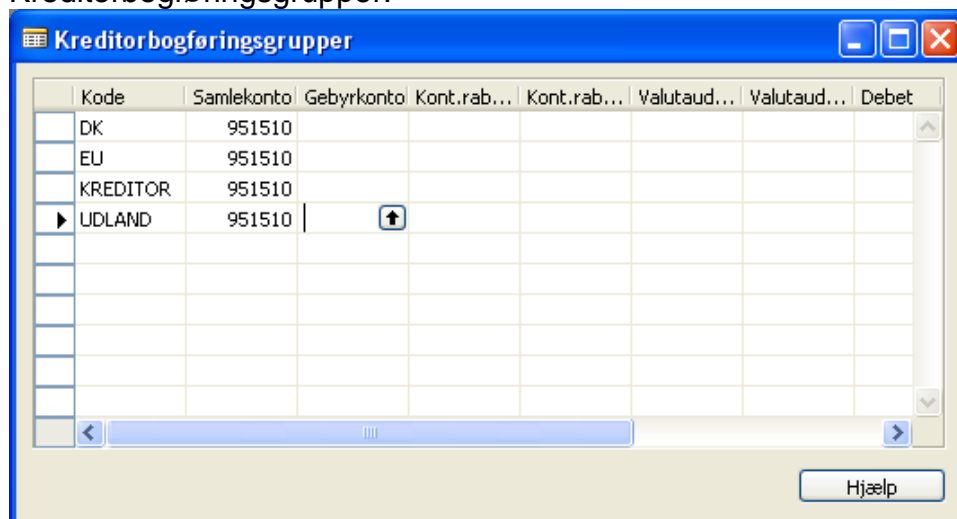 Kreditorbogføringsgrupper.
Kreditorbogføringsgrupper
Kode Samlekonto Gebyrkonto Kont.rab... Kont.rab... Valutaud... Valutaud... Debet
DK 951510
EU 951510
KREDITOR 951510
UDLAND 951510
Hjælp